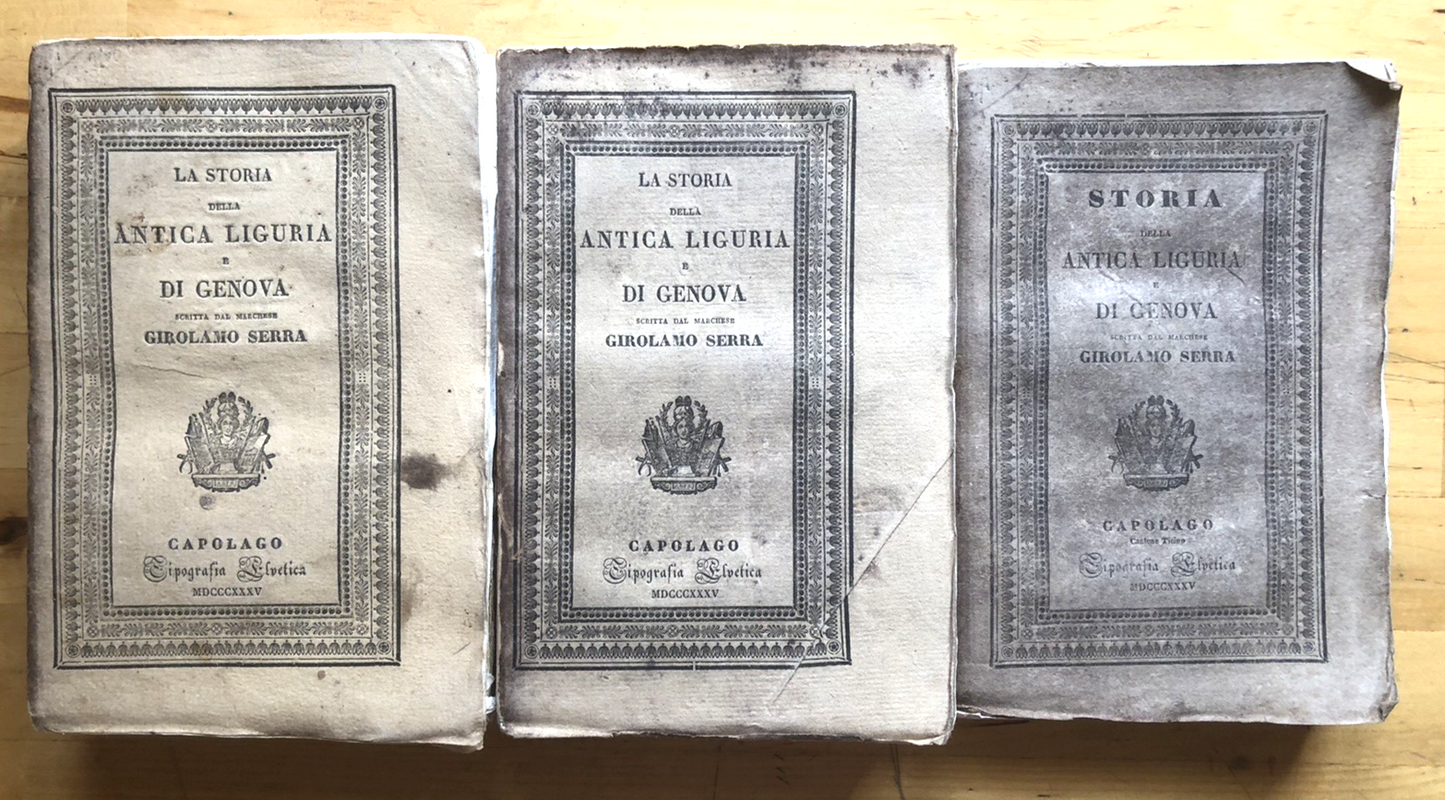 LA STORIA
DELLA
ANTICA LIGURIA
E
DI GENOVA
SCRITTA DAL MARCHESE
GIROLAMO SERRA
CAPOLAGO
Tipografia Elvetica
MDCCCXXXV
LA STORIA
DELLA
ANTICA LIGURIA
E
DI GENOVA
SCRITTA DAL MARCHESE
GIROLAMO SERRA
CAPOLAGO
Tipografia Elvetica
MDCCCXXXV
STORIA
DELLA
ANTICA LIGURIA
E
DI GENOVA
SCRITTA DAL MARCHESE
GIROLAMO SERRA
CAPOLAGO
Cantone Ticino
Tipografia Elvetica
MDCCCXXXV